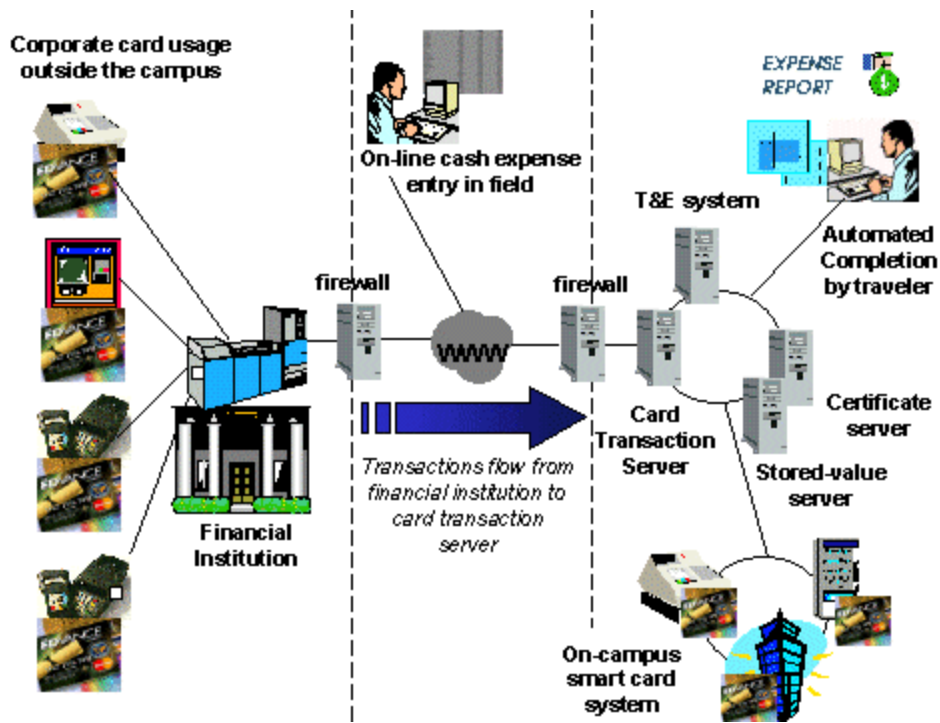 Corporate card usage
outside the campus
On-line cash expense
entry in field
EXPENSE
REPORT
T&E system
Automated
Completion
by traveler
firewall
firewall
Card
Transaction
Server
Certificate
server
Stored-value
server
Transactions flow from
financial institution to
card transaction
server
Financial
Institution
On-campus
smart card
system